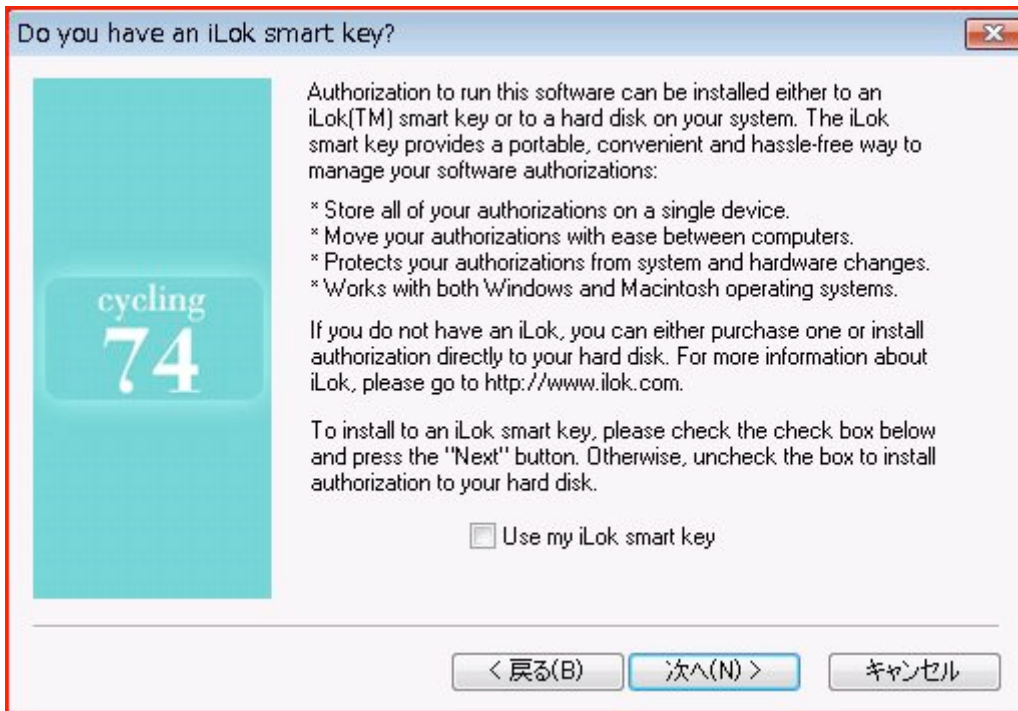 Do you have an iLok smart key?
Authorization to run this software can be installed either to an
iLok(TM) smart key or to a hard disk on your system. The iLok
smart key provides a portable, convenient and hassle-free way to
manage your software authorizations:
* Store all of your authorizations on a single device.
* Move your authorizations with ease between computers.
* Protects your authorizations from system and hardware changes.
* Works with both Windows and Macintosh operating systems.
cycling
74
If you do not have an iLok, you can either purchase one or install
authorization directly to your hard disk. For more information about
iLok, please go to http://www.ilok.com.
To install to an iLok smart key, please check the check box below
and press the "Next" button. Otherwise, uncheck the box to install
authorization to your hard disk.
Use my iLok smart key
< 戻る(B)
次へ(N) >
キャンセル